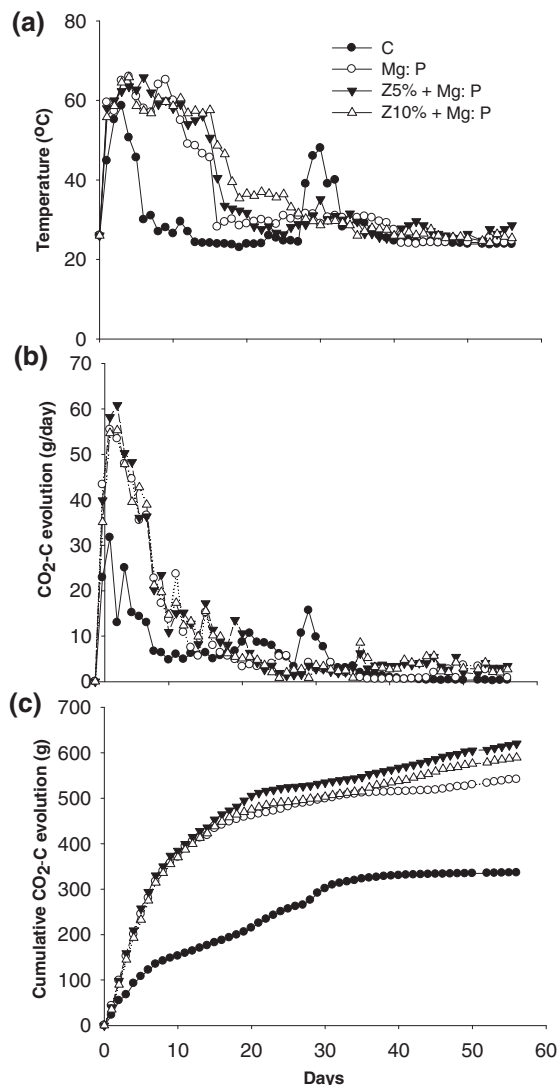 (a)
80
60
40
20
0
Temperature (°C)
C
Mg: P
Z5% + Mg: P
Z10% + Mg: P
(b)
70
60
50
40
30
20
10
0
CO₂-C evolution (g/day)
(c)
700
600
500
400
300
200
100
0
Cumulative CO₂-C evolution (g)
0 10 20 30 40 50 60
Days